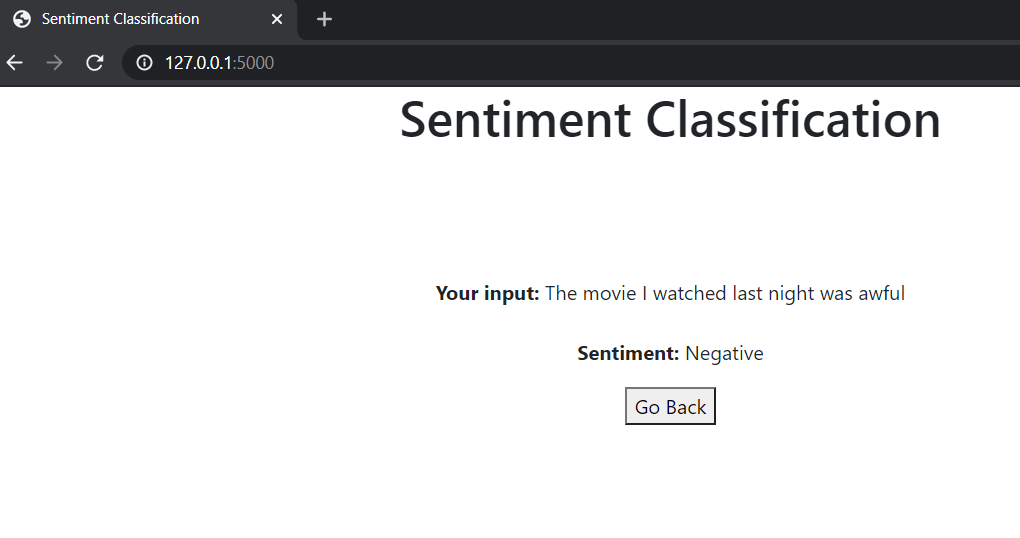 Sentiment Classification
127.0.0.1:5000
Sentiment Classification
Your input: The movie I watched last night was awful
Sentiment: Negative
Go Back